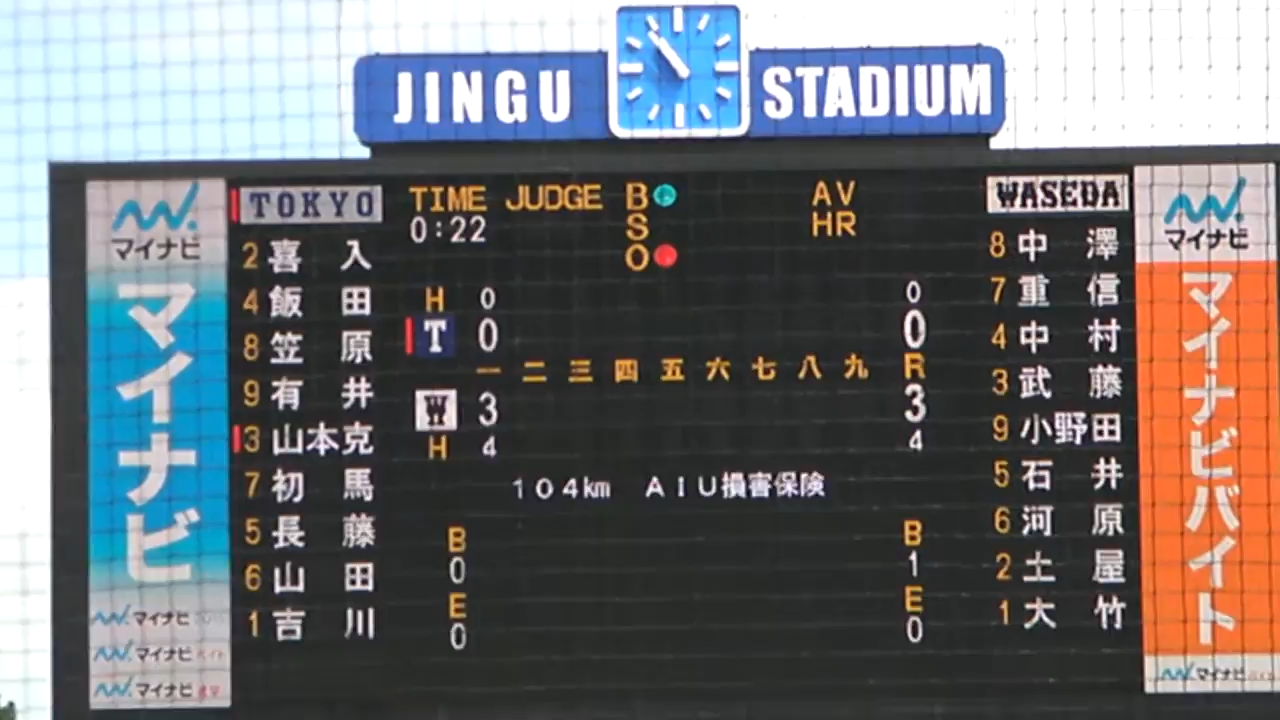 JINGU STADIUM
マイナビ
マイナビ
マイナビ
マイナビ
マイナビ
TOKYO
2 喜 入
4 飯 田
8 笠 原
9 有 井
3 山本克
7 初 馬
5 長 藤
6 山 田
1 吉 川
TIME JUDGE B AV
0:22 S HR
O
H 0 0
T 0 0
一 二 三 四 五 六 七 八 九 R
W 3 3
H 4 4
104km AIU損害保険
B B
0 1
E E
0 0
WASEDA
8 中 澤
7 重 信
4 中 村
3 武 藤
9 小野田
5 石 井
6 河 原
2 土 屋
1 大 竹
マイナビ
マイナビバイト
マイナビ